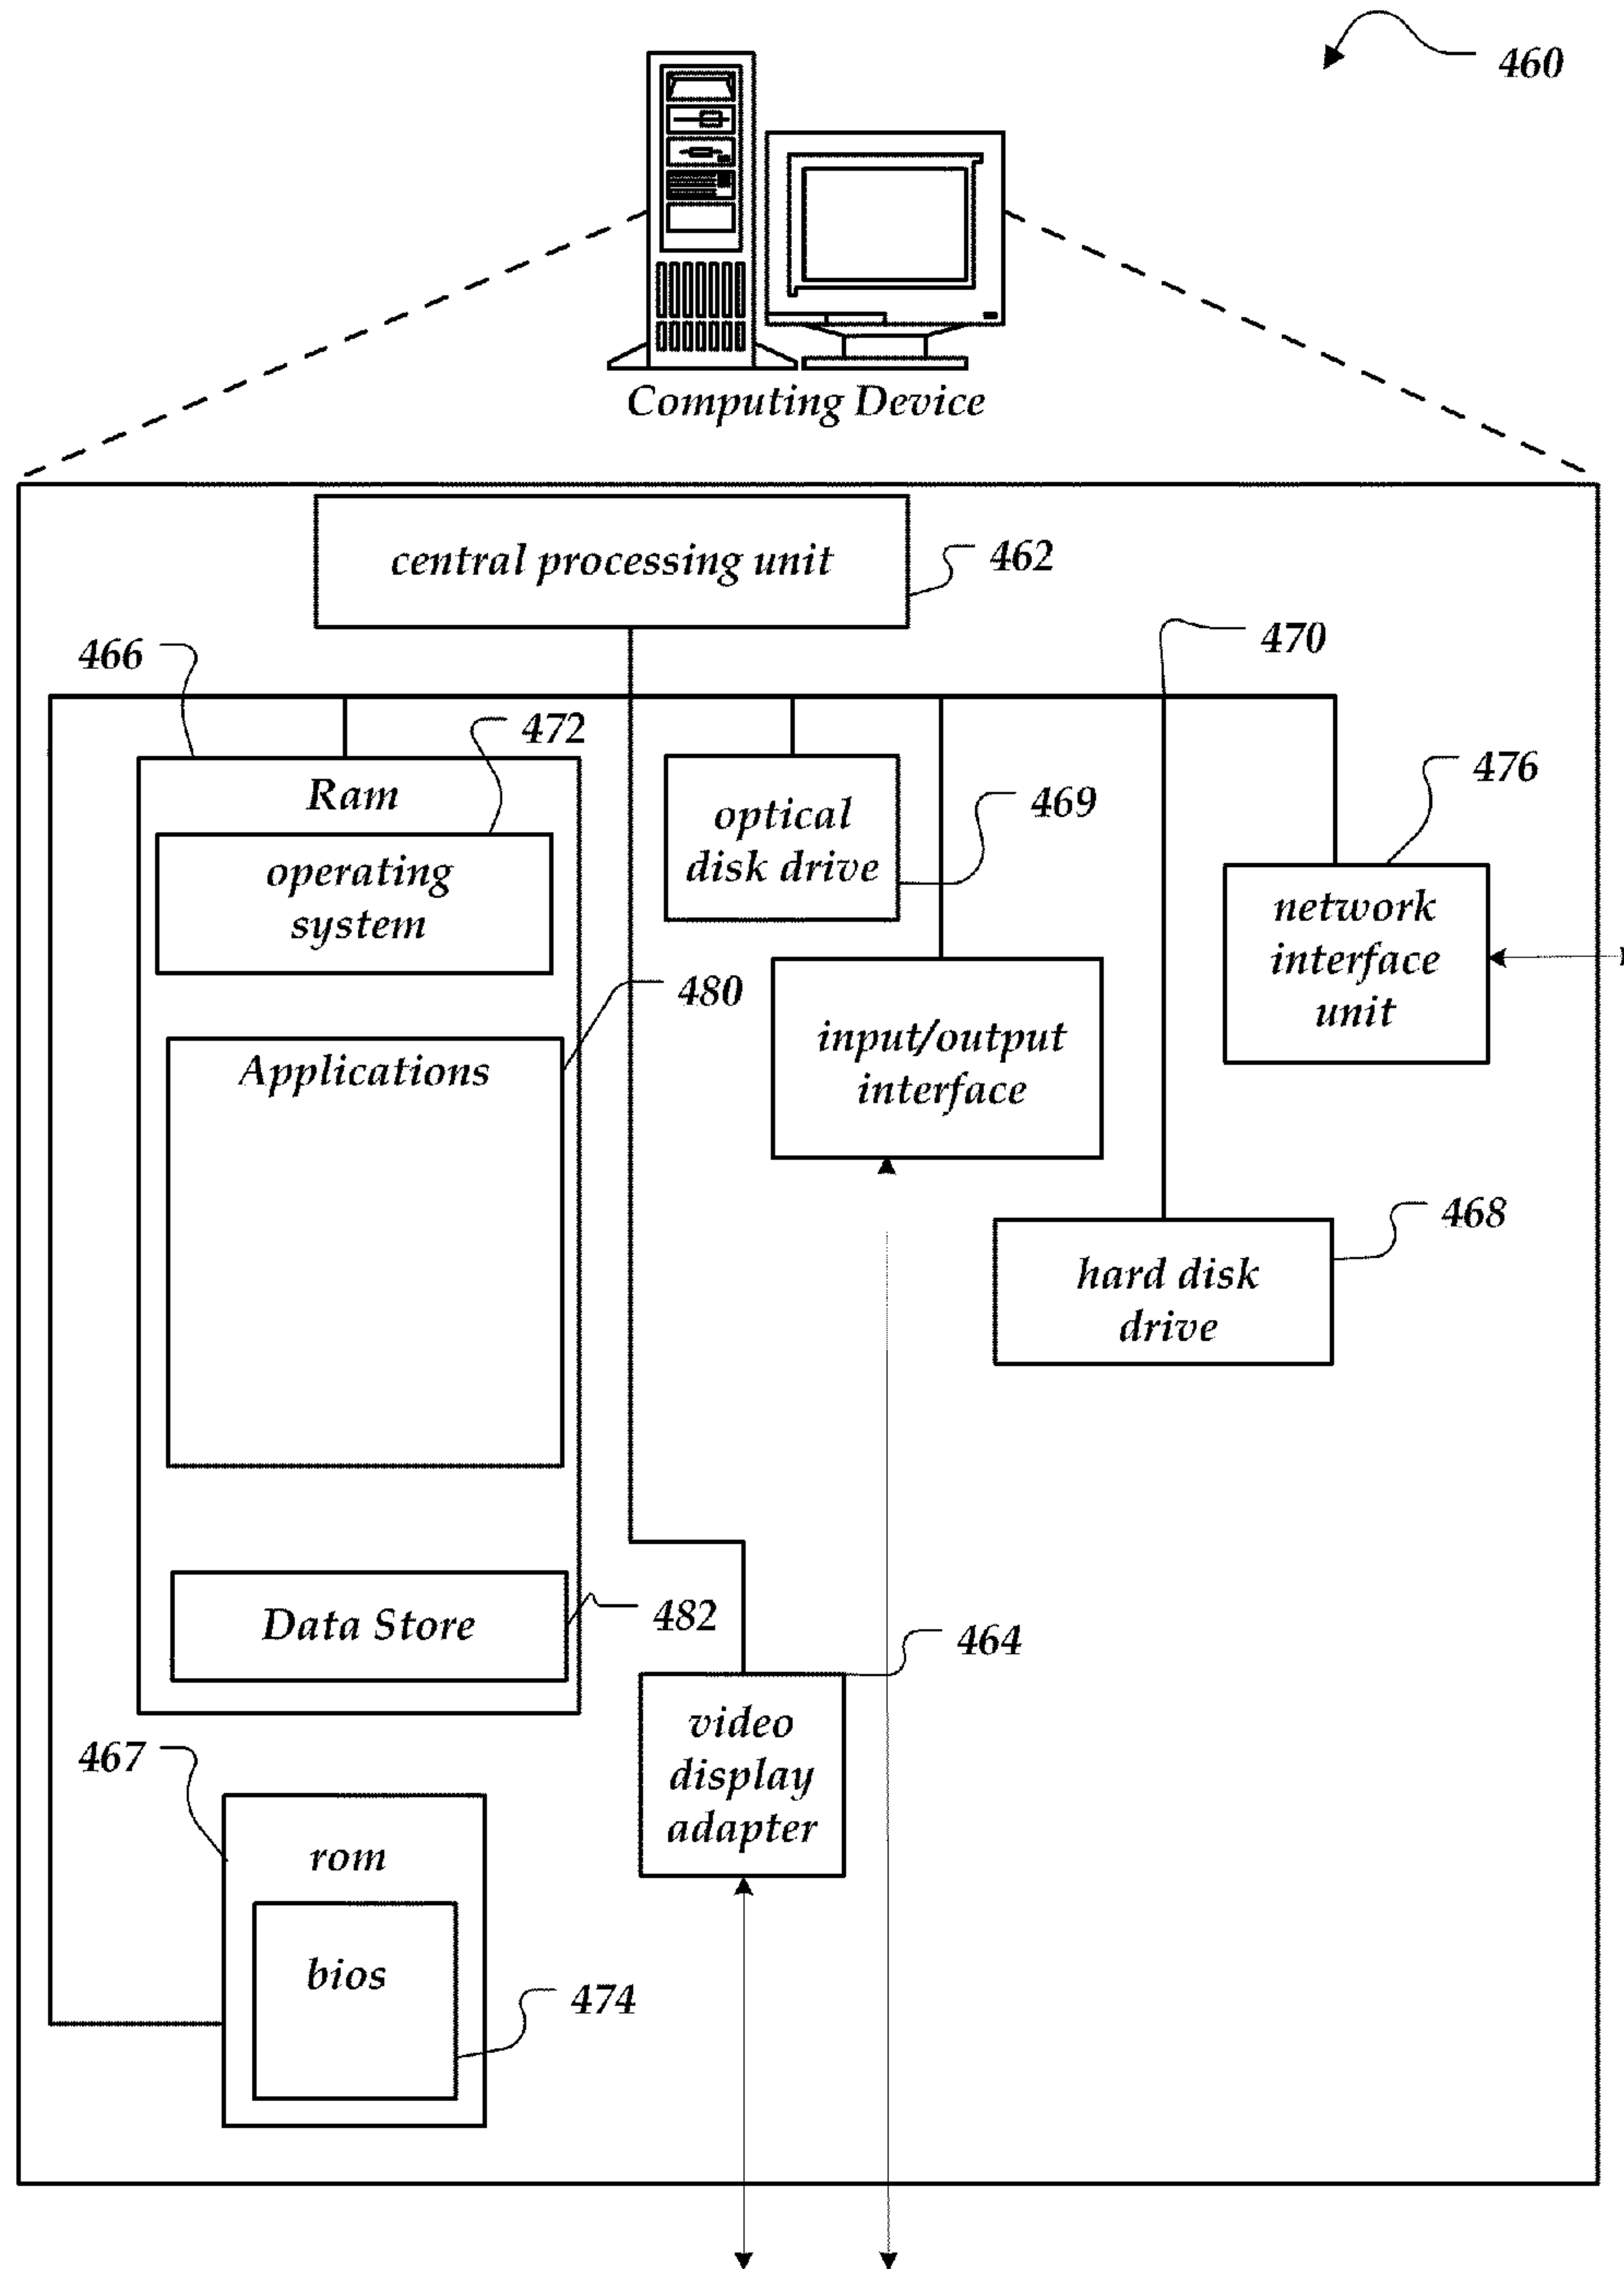 460
Computing Device
central processing unit
462
466
470
472
Ram
476
optical
disk drive
469
operating
system
network
interface
unit
480
input/output
interface
Applications
468
hard disk
drive
Data Store
482
464
video
display
adapter
467
rom
bios
474